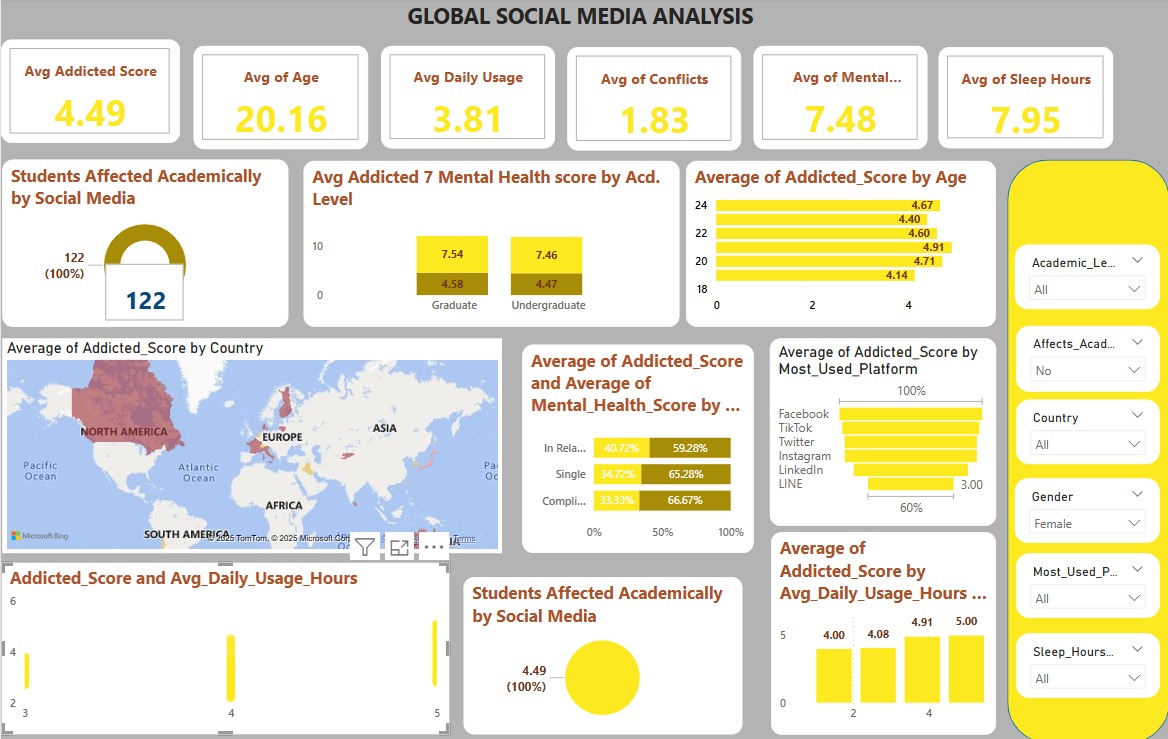 GLOBAL SOCIAL MEDIA ANALYSIS
Avg Addicted Score
4.49
Avg of Age
20.16
Avg Daily Usage
3.81
Avg of Conflicts
1.83
Avg of Mental...
7.48
Avg of Sleep Hours
7.95
Students Affected Academically
by Social Media
122
(100%)
122
Avg Addicted 7 Mental Health score by Acd.
Level
10
0
7.54
7.46
4.58
4.47
Graduate
Undergraduate
Average of Addicted_Score by Age
24
22
20
18
4.67
4.40
4.60
4.91
4.71
4.14
0
2
4
Average of Addicted_Score by Country
NORTH AMERICA
EUROPE
ASIA
Pacific
Ocean
Atlantic
Ocean
AFRICA
SOUTH AMERICA
Microsoft Bing
© 2025 TomTom, © 2025 Microsoft
Terms
Average of Addicted_Score
and Average of
Mental_Health_Score by ...
In Rela...
40.72%
59.28%
Single
34.72%
65.28%
Compli...
33.33%
66.67%
0%
50%
100%
Average of Addicted_Score by
Most_Used_Platform
100%
Facebook
TikTok
Twitter
Instagram
LinkedIn
LINE
3.00
60%
Addicted_Score and Avg_Daily_Usage_Hours
6
4
2
3
4
5
Students Affected Academically
by Social Media
4.49
(100%)
Average of
Addicted_Score by
Avg_Daily_Usage_Hours ...
5
0
4.00
4.08
4.91
5.00
2
4
Academic_Le...
All
Affects_Acad...
No
Country
All
Gender
Female
Most_Used_P...
All
Sleep_Hours...
All